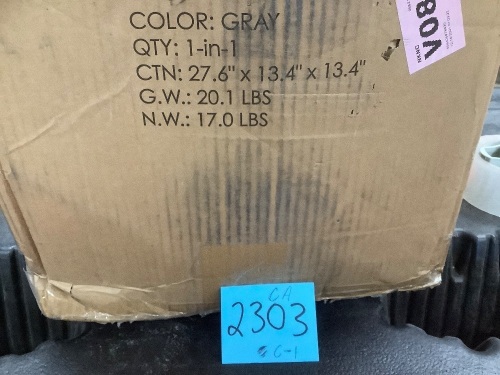 COLOR: GRAY
QTY: 1-in-1
CTN: 27.6" x 13.4" x 13.4"
G.W.: 20.1 LBS
N.W.: 17.0 LBS
V08
CA
2303
C-1